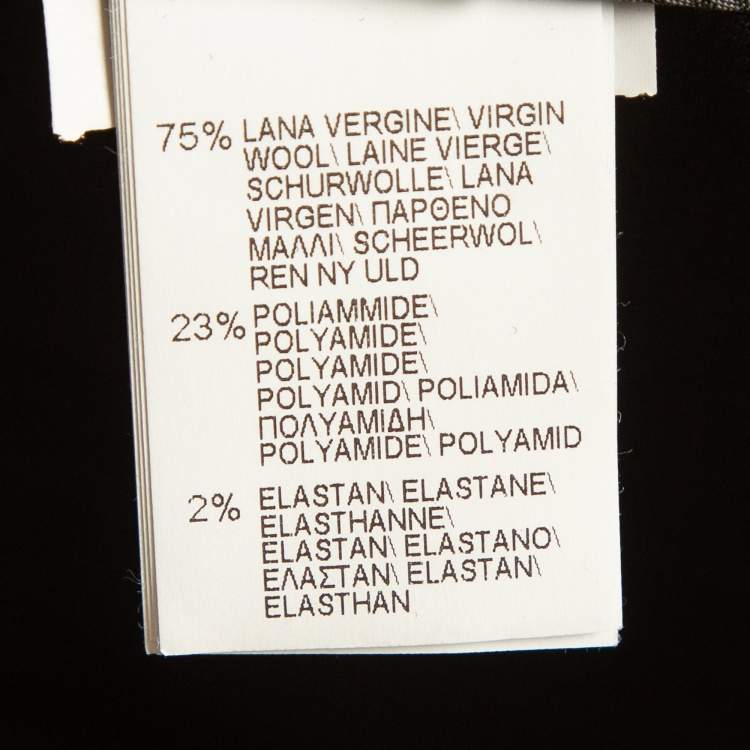 75% LANA VERGINE\ VIRGIN
WOOL\ LAINE VIERGE\
SCHURWOLLE\ LANA
VIRGEN\ ΠΑΡΘΕΝΟ
ΜΑΛΛΙ\ SCHEERWOL\
REN NY ULD
23% POLIAMMIDE\
POLYAMIDE\
POLYAMIDE\
POLYAMID\ POLIAMIDA\
ΠΟΛΥΑΜΙΔΗ\
POLYAMIDE\ POLYAMID
2% ELASTAN\ ELASTANE\
ELASTHANNE\
ELASTAN\ ELASTANO\
ΕΛΑΣΤΑΝ\ ELASTAN\
ELASTHAN